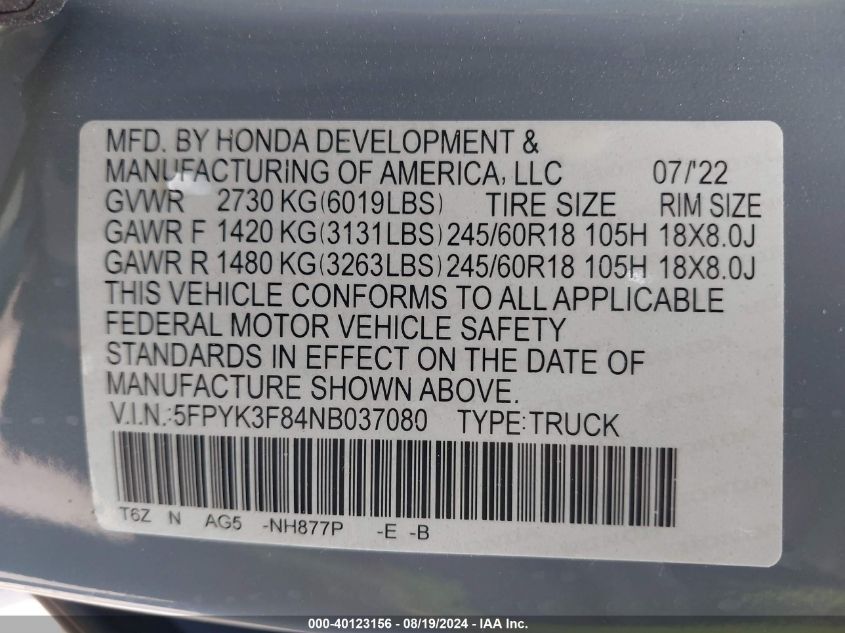 MFD. BY HONDA DEVELOPMENT &
MANUFACTURING OF AMERICA, LLC 07/'22
GVWR 2730 KG(6019LBS) TIRE SIZE RIM SIZE
GAWR F 1420 KG(3131LBS) 245/60R18 105H 18X8.0J
GAWR R 1480 KG(3263LBS) 245/60R18 105H 18X8.0J
THIS VEHICLE CONFORMS TO ALL APPLICABLE
FEDERAL MOTOR VEHICLE SAFETY
STANDARDS IN EFFECT ON THE DATE OF
MANUFACTURE SHOWN ABOVE.
V.I.N.:5FPYK3F84NB037080 TYPE:TRUCK
T6Z N AG5 -NH877P -E -B
000-40123156 - 08/19/2024 - IAA Inc.